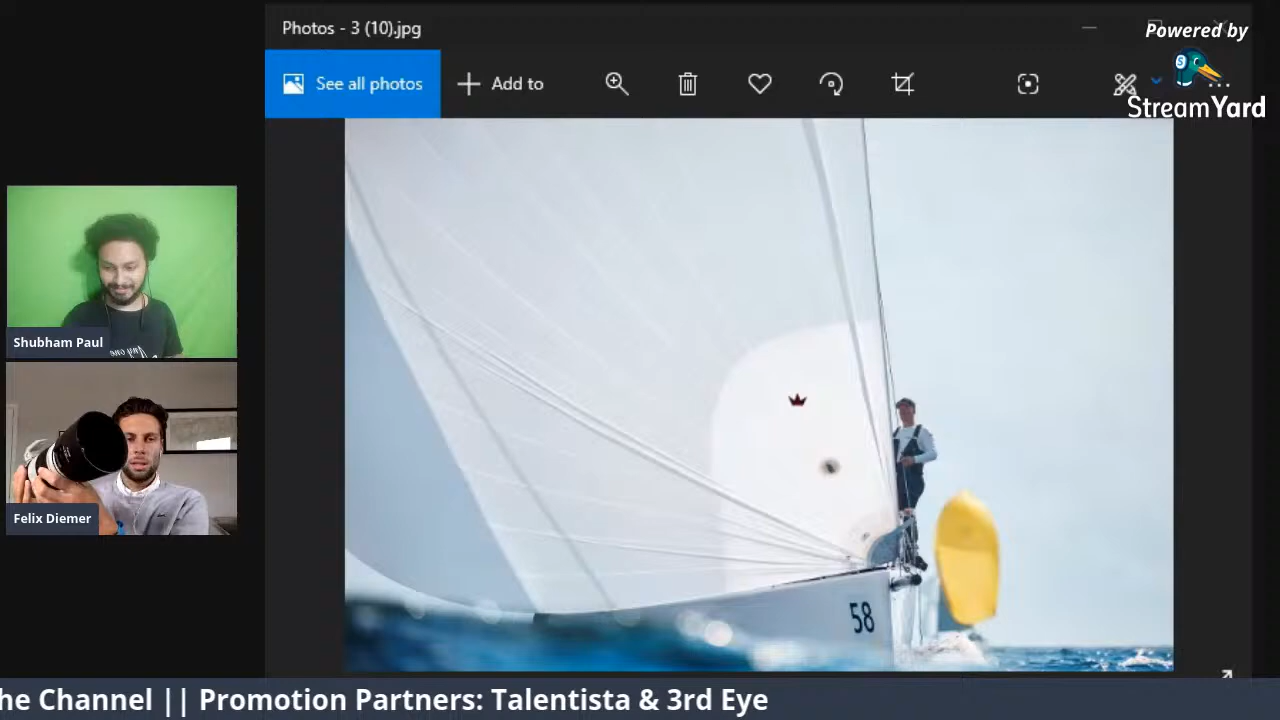 Photos - 3 (10).jpg
Powered by
See all photos
Add to
StreamYard
Shubham Paul
Felix Diemer
58
he Channel || Promotion Partners: Talentista & 3rd Eye